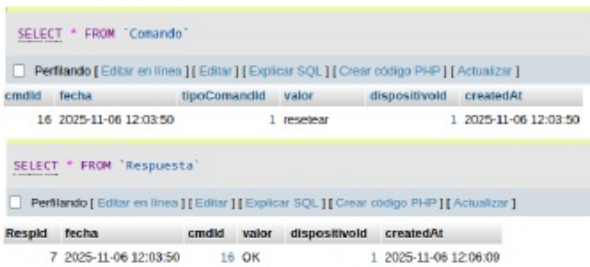 SELECT * FROM `Comando`
Perfilando [ Editar en línea ] [ Editar ] [ Explicar SQL ] [ Crear código PHP ] [ Actualizar ]
cmdId fecha tipoComandId valor dispositivoId createdAt
16 2025-11-06 12:03:50 1 resetear 1 2025-11-06 12:03:50
SELECT * FROM `Respuesta`
Perfilando [ Editar en línea ] [ Editar ] [ Explicar SQL ] [ Crear código PHP ] [ Actualizar ]
RespId fecha cmdId valor dispositivoId createdAt
7 2025-11-06 12:03:50 16 OK 1 2025-11-06 12:06:09